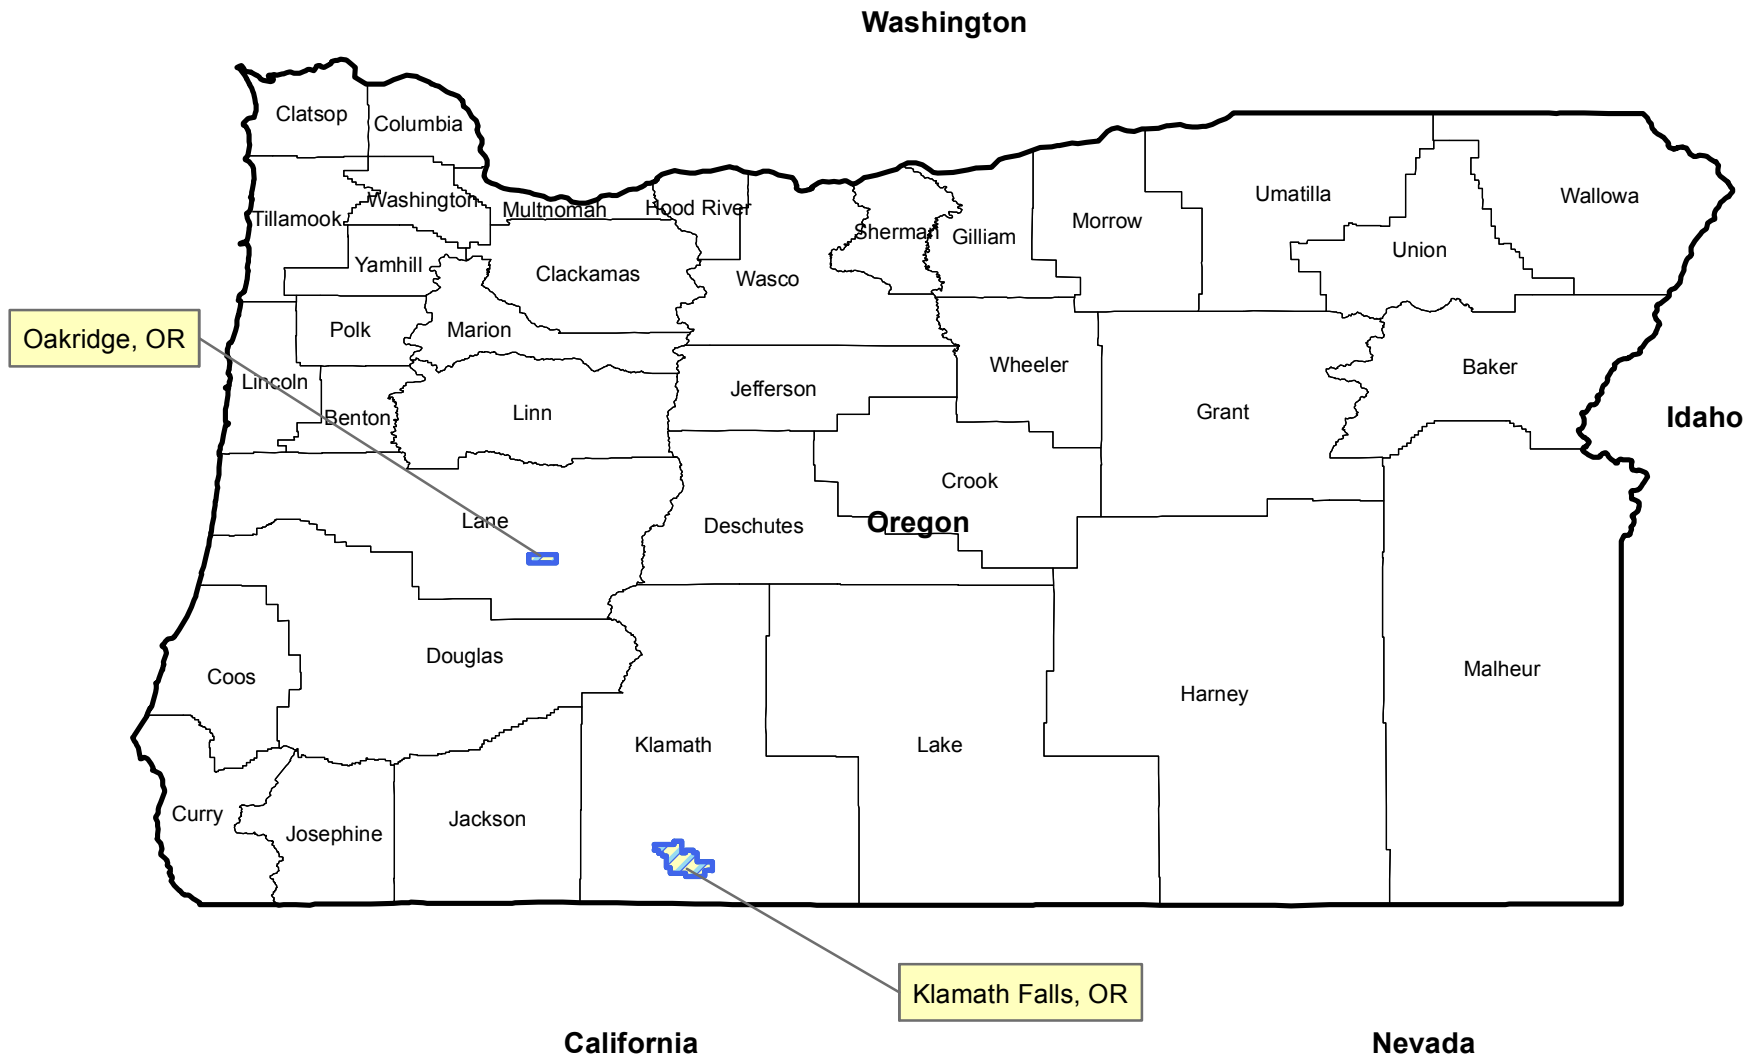 Washington
Clatsop
Columbia
Washington
Tillamook
Multnomah
Hood River
Sherman
Gilliam
Morrow
Umatilla
Wallowa
Union
Yamhill
Clackamas
Wasco
Oakridge, OR
Polk
Marion
Wheeler
Baker
Lincoln
Jefferson
Benton
Linn
Grant
Idaho
Crook
Lane
Deschutes
Oregon
Douglas
Coos
Malheur
Harney
Klamath
Lake
Curry
Josephine
Jackson
Klamath Falls, OR
California
Nevada